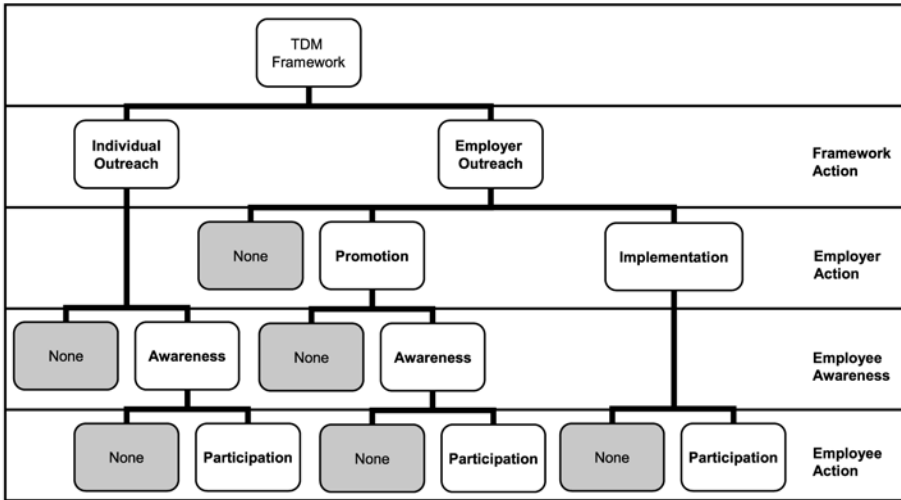 TDM
Framework
Individual
Outreach
Employer
Outreach
Framework
Action
None
Promotion
Implementation
Employer
Action
None
Awareness
None
Awareness
Employee
Awareness
None
Participation
None
Participation
None
Participation
Employee
Action